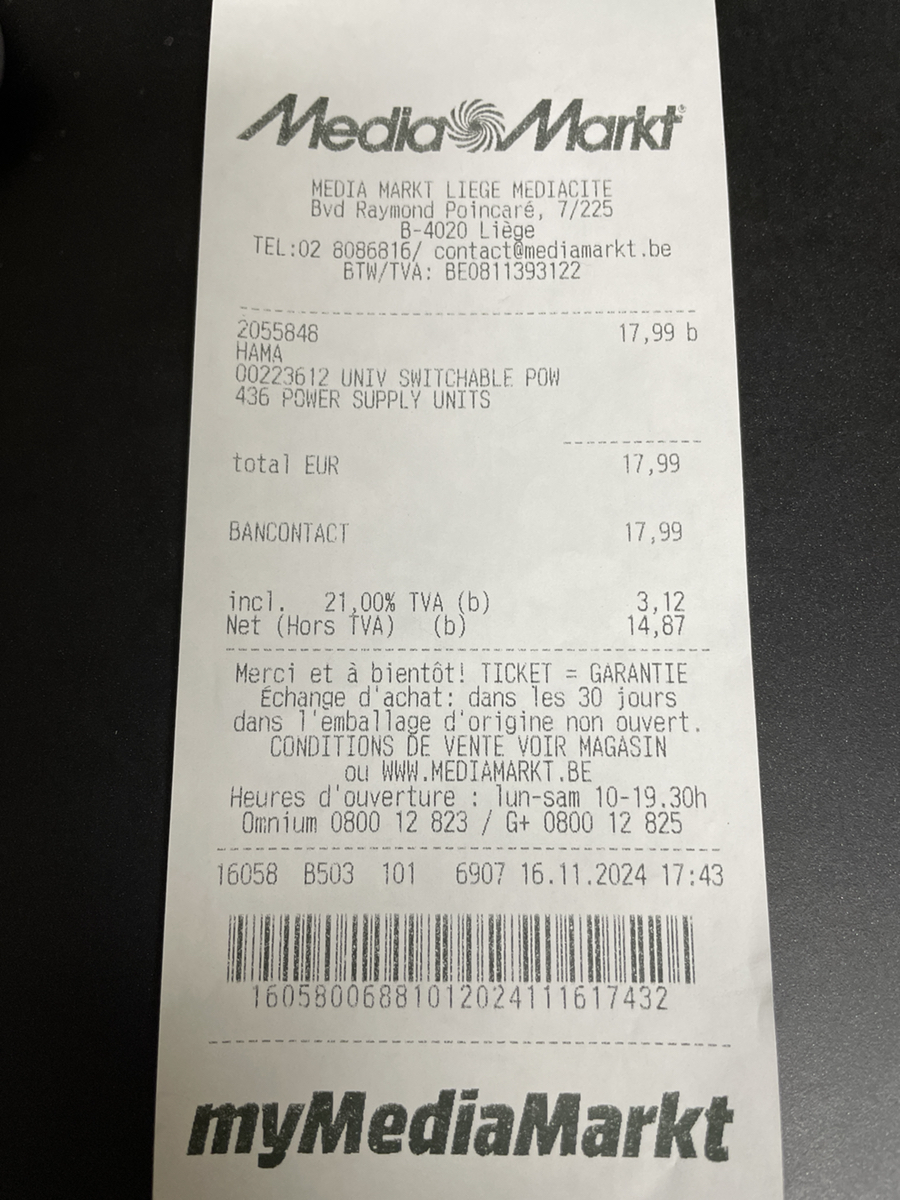 Media Markt
MEDIA MARKT LIEGE MEDIACITE
Bvd Raymond Poincaré, 7/225
B-4020 Liège
TEL:02 8086816/ contact@mediamarkt.be
BTW/TVA: BE0811393122
2055848 17,99 b
HAMA
00223612 UNIV SWITCHABLE POW
436 POWER SUPPLY UNITS
total EUR 17,99
BANCONTACT 17,99
incl. 21,00% TVA (b) 3,12
Net (Hors TVA) (b) 14,87
Merci et à bientôt! TICKET = GARANTIE
Échange d'achat: dans les 30 jours
dans l'emballage d'origine non ouvert.
CONDITIONS DE VENTE VOIR MAGASIN
ou WWW.MEDIAMARKT.BE
Heures d'ouverture : lun-sam 10-19.30h
Omnium 0800 12 823 / G+ 0800 12 825
16058 B503 101 6907 16.11.2024 17:43
1605800688101202411161743​2
myMediaMarkt